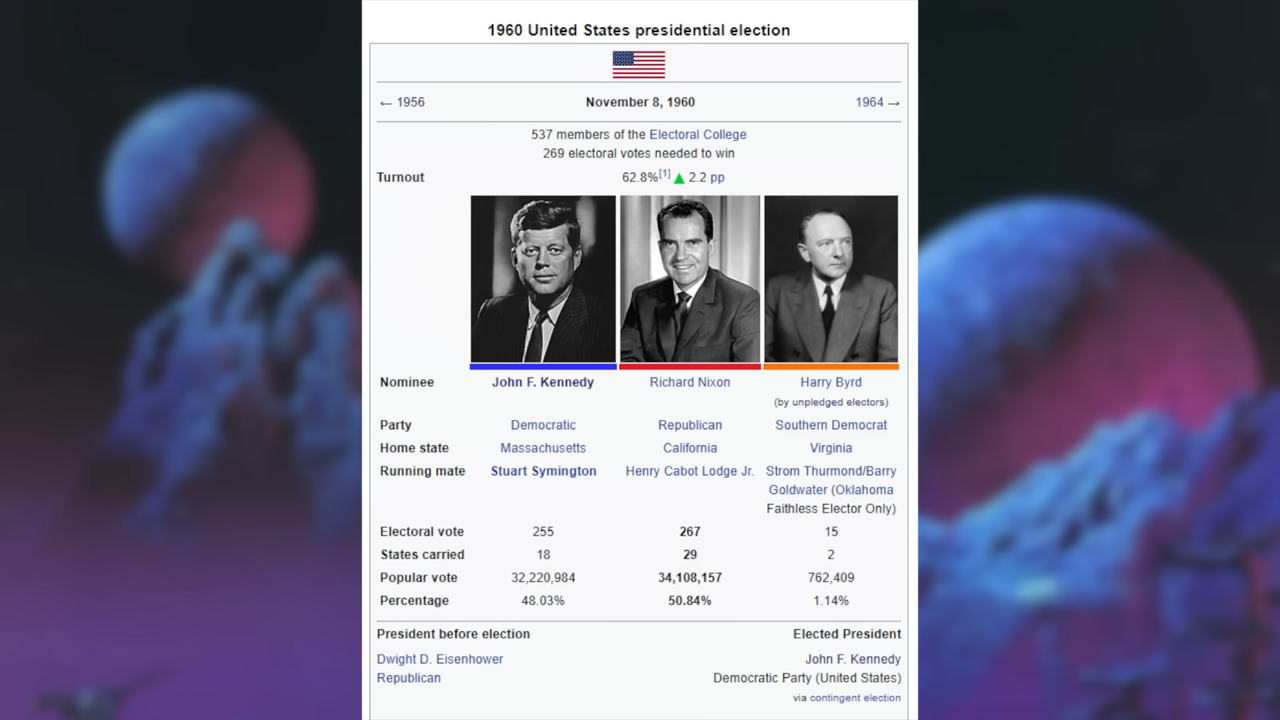 1960 United States presidential election
← 1956 November 8, 1960 1964 →
537 members of the Electoral College
269 electoral votes needed to win
Turnout 62.8%[1] ▲ 2.2 pp
Nominee John F. Kennedy Richard Nixon Harry Byrd
(by unpledged electors)
Party Democratic Republican Southern Democrat
Home state Massachusetts California Virginia
Running mate Stuart Symington Henry Cabot Lodge Jr. Strom Thurmond/Barry
Goldwater (Oklahoma
Faithless Elector Only)
Electoral vote 255 267 15
States carried 18 29 2
Popular vote 32,220,984 34,108,157 762,409
Percentage 48.03% 50.84% 1.14%
President before election Elected President
Dwight D. Eisenhower John F. Kennedy
Republican Democratic Party (United States)
via contingent election